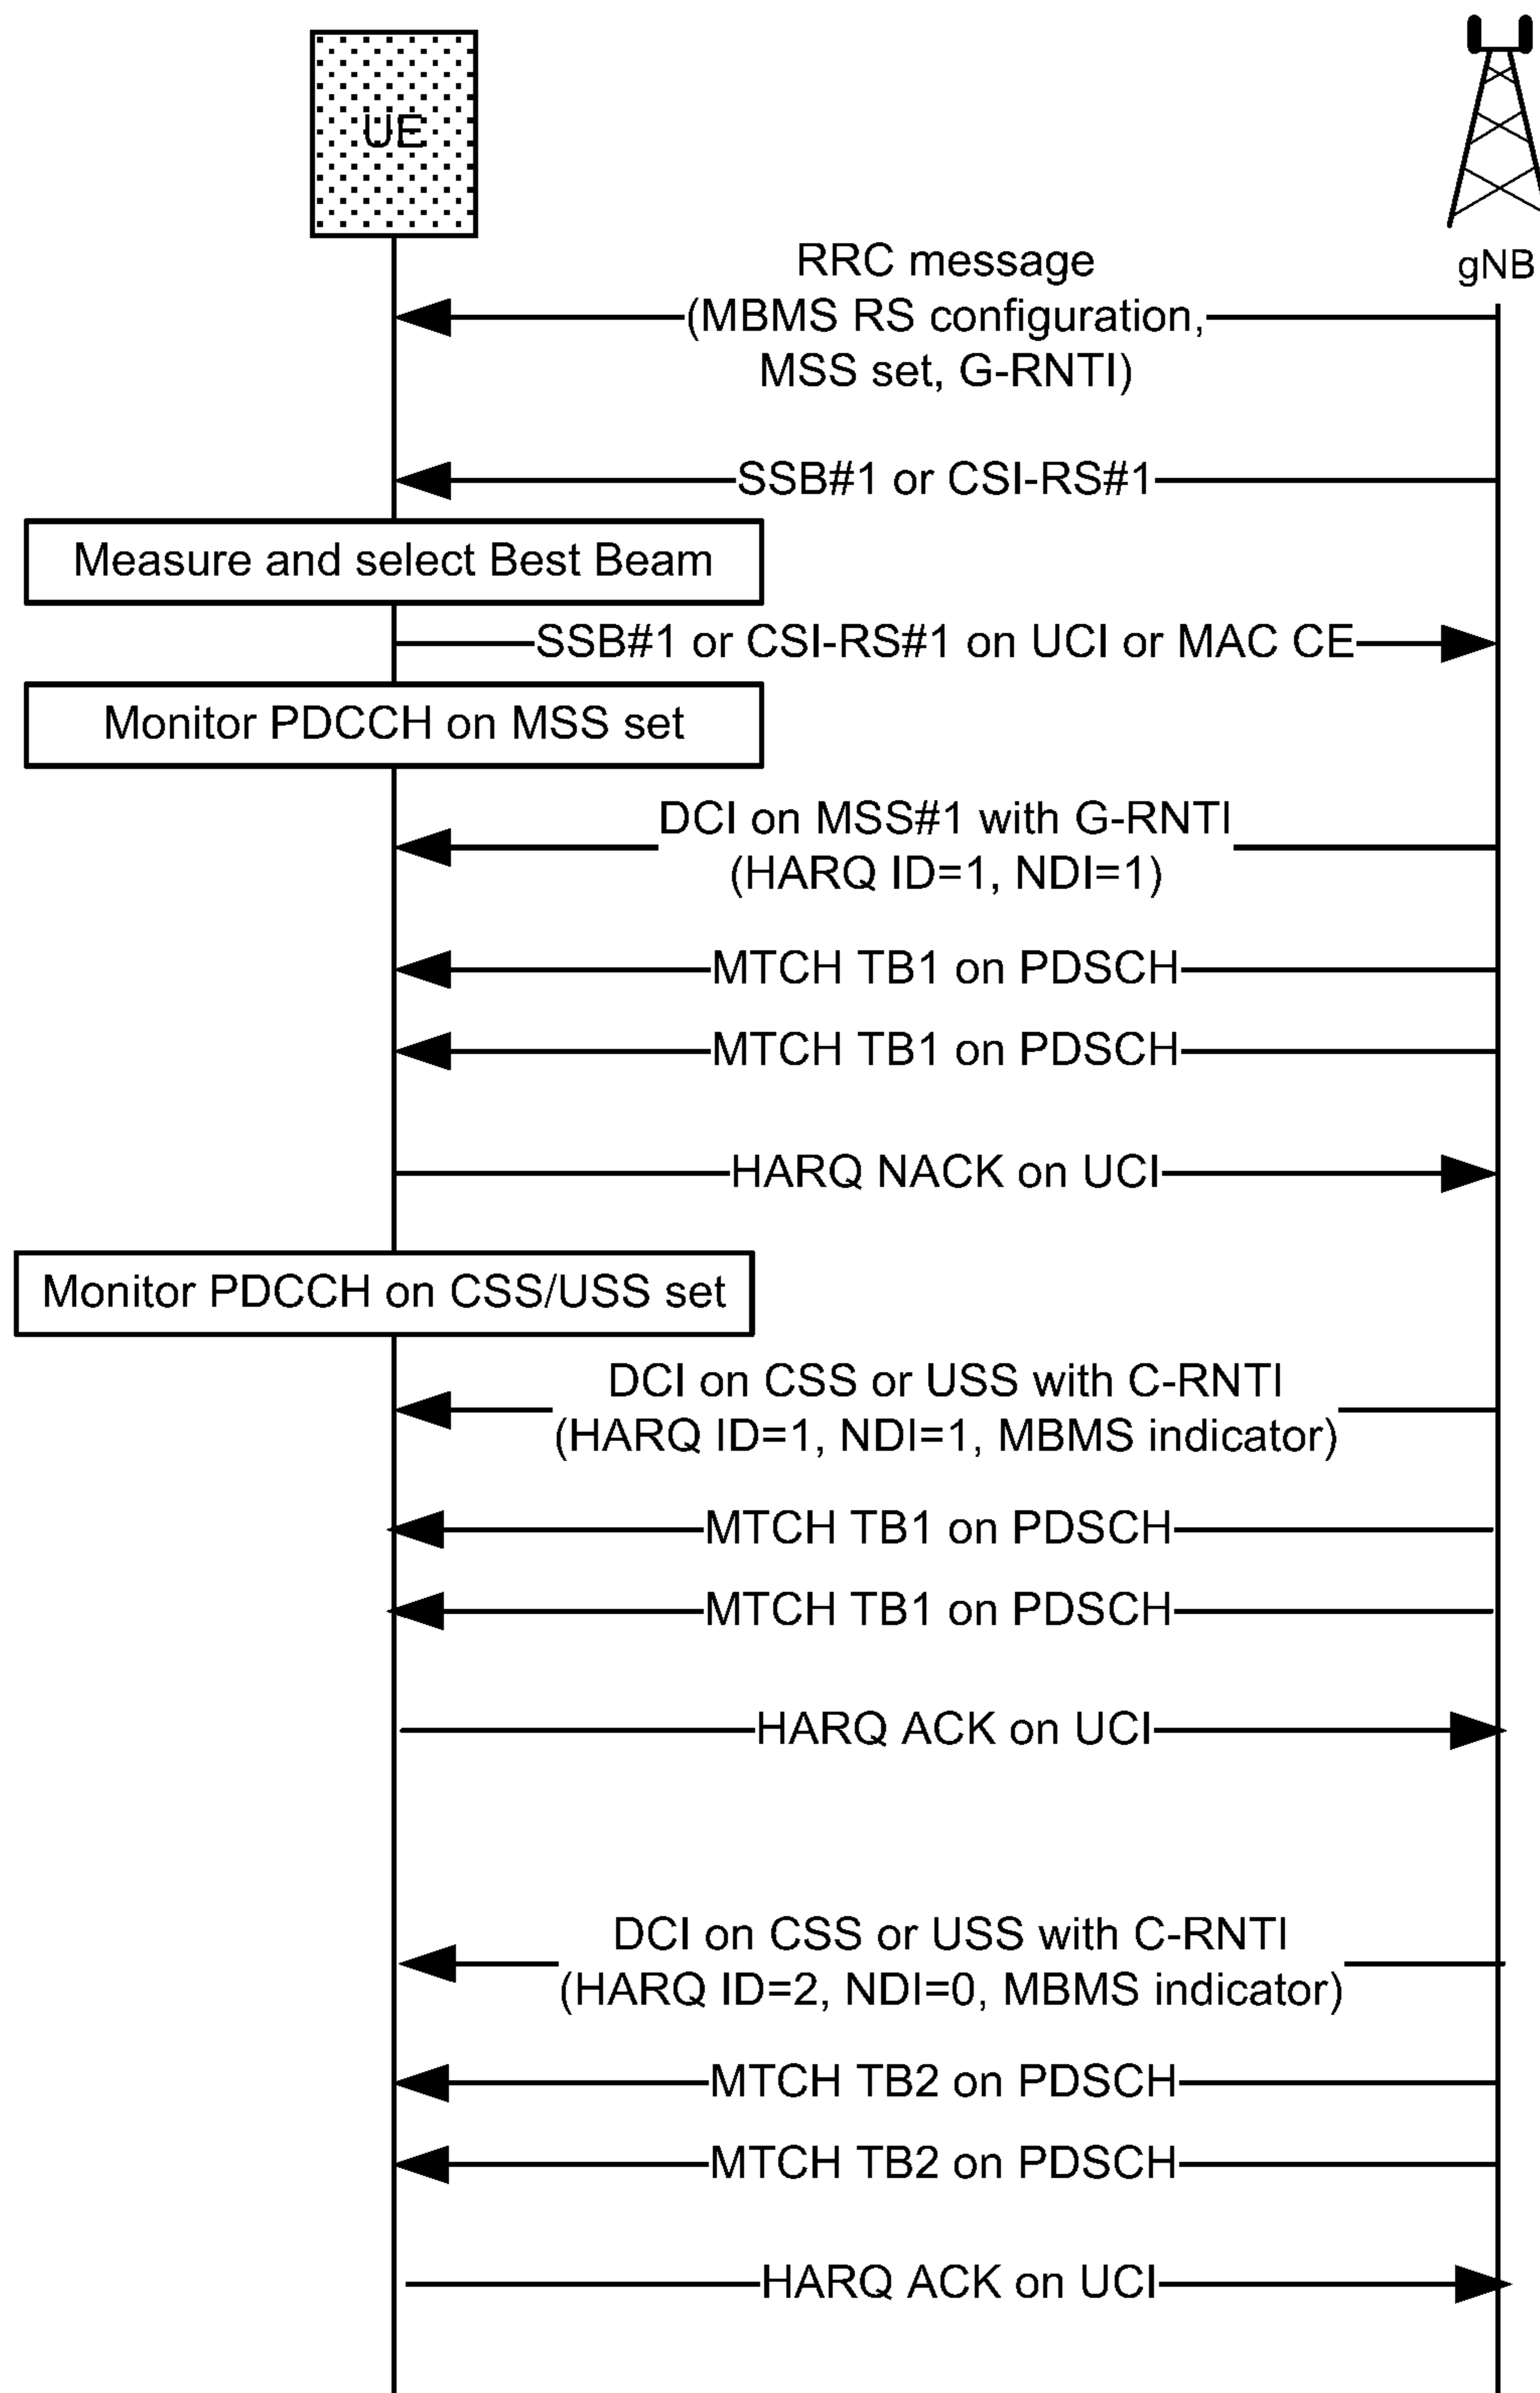 UE
gNB
RRC message
(MBMS RS configuration,
MSS set, G-RNTI)
SSB#1 or CSI-RS#1
Measure and select Best Beam
SSB#1 or CSI-RS#1 on UCI or MAC CE
Monitor PDCCH on MSS set
DCI on MSS#1 with G-RNTI
(HARQ ID=1, NDI=1)
MTCH TB1 on PDSCH
MTCH TB1 on PDSCH
HARQ NACK on UCI
Monitor PDCCH on CSS/USS set
DCI on CSS or USS with C-RNTI
(HARQ ID=1, NDI=1, MBMS indicator)
MTCH TB1 on PDSCH
MTCH TB1 on PDSCH
HARQ ACK on UCI
DCI on CSS or USS with C-RNTI
(HARQ ID=2, NDI=0, MBMS indicator)
MTCH TB2 on PDSCH
MTCH TB2 on PDSCH
HARQ ACK on UCI